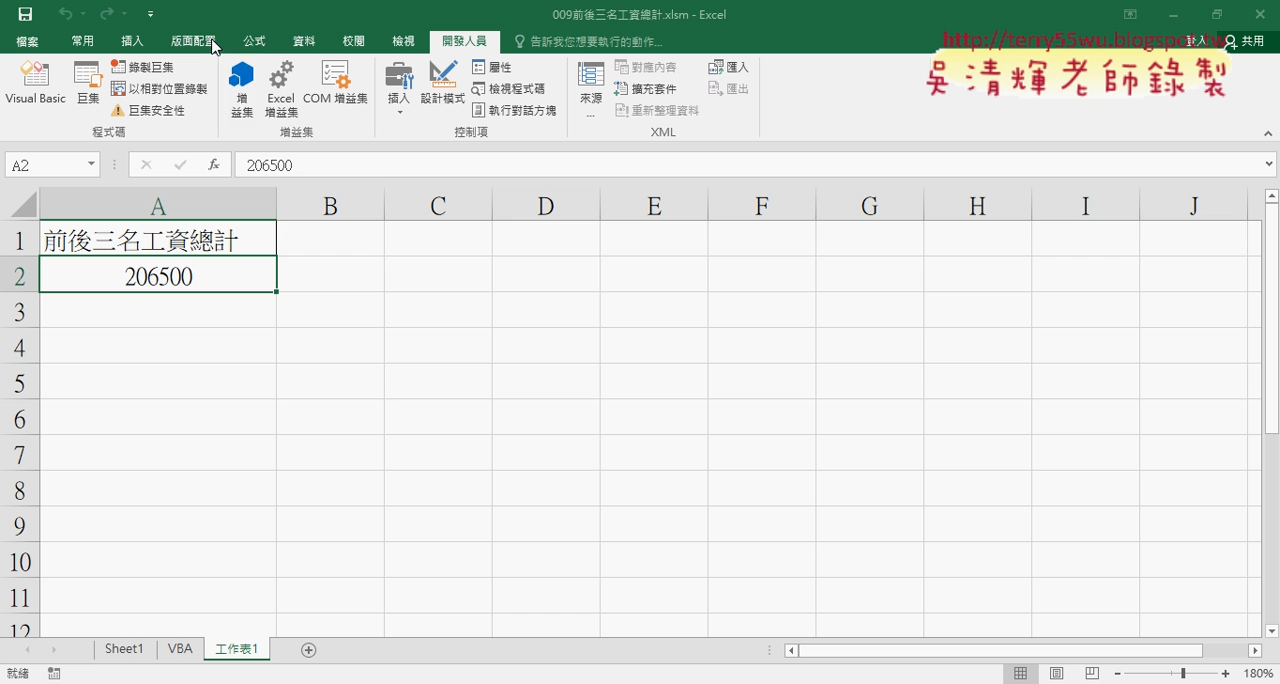 009前後三名工資總計.xlsm - Excel
檔案 常用 插入 版面配置 公式 資料 校閱 檢視 開發人員 告訴我您想要執行的動作... 登入 共用
http://terry55wu.blogspot.tw
吳清輝老師錄製
Visual Basic 巨集 錄製巨集 以相對位置錄製 巨集安全性
增益集 Excel 增益集 COM 增益集
插入 設計模式 屬性 檢視程式碼 執行對話方塊
來源... 對應內容 擴充套件 重新整理資料 匯入 匯出
程式碼 增益集 控制項 XML
A2 fx 206500
A B C D E F G H I J
1 前後三名工資總計
2 206500
3
4
5
6
7
8
9
10
11
12
Sheet1 VBA 工作表1
就緒 180%